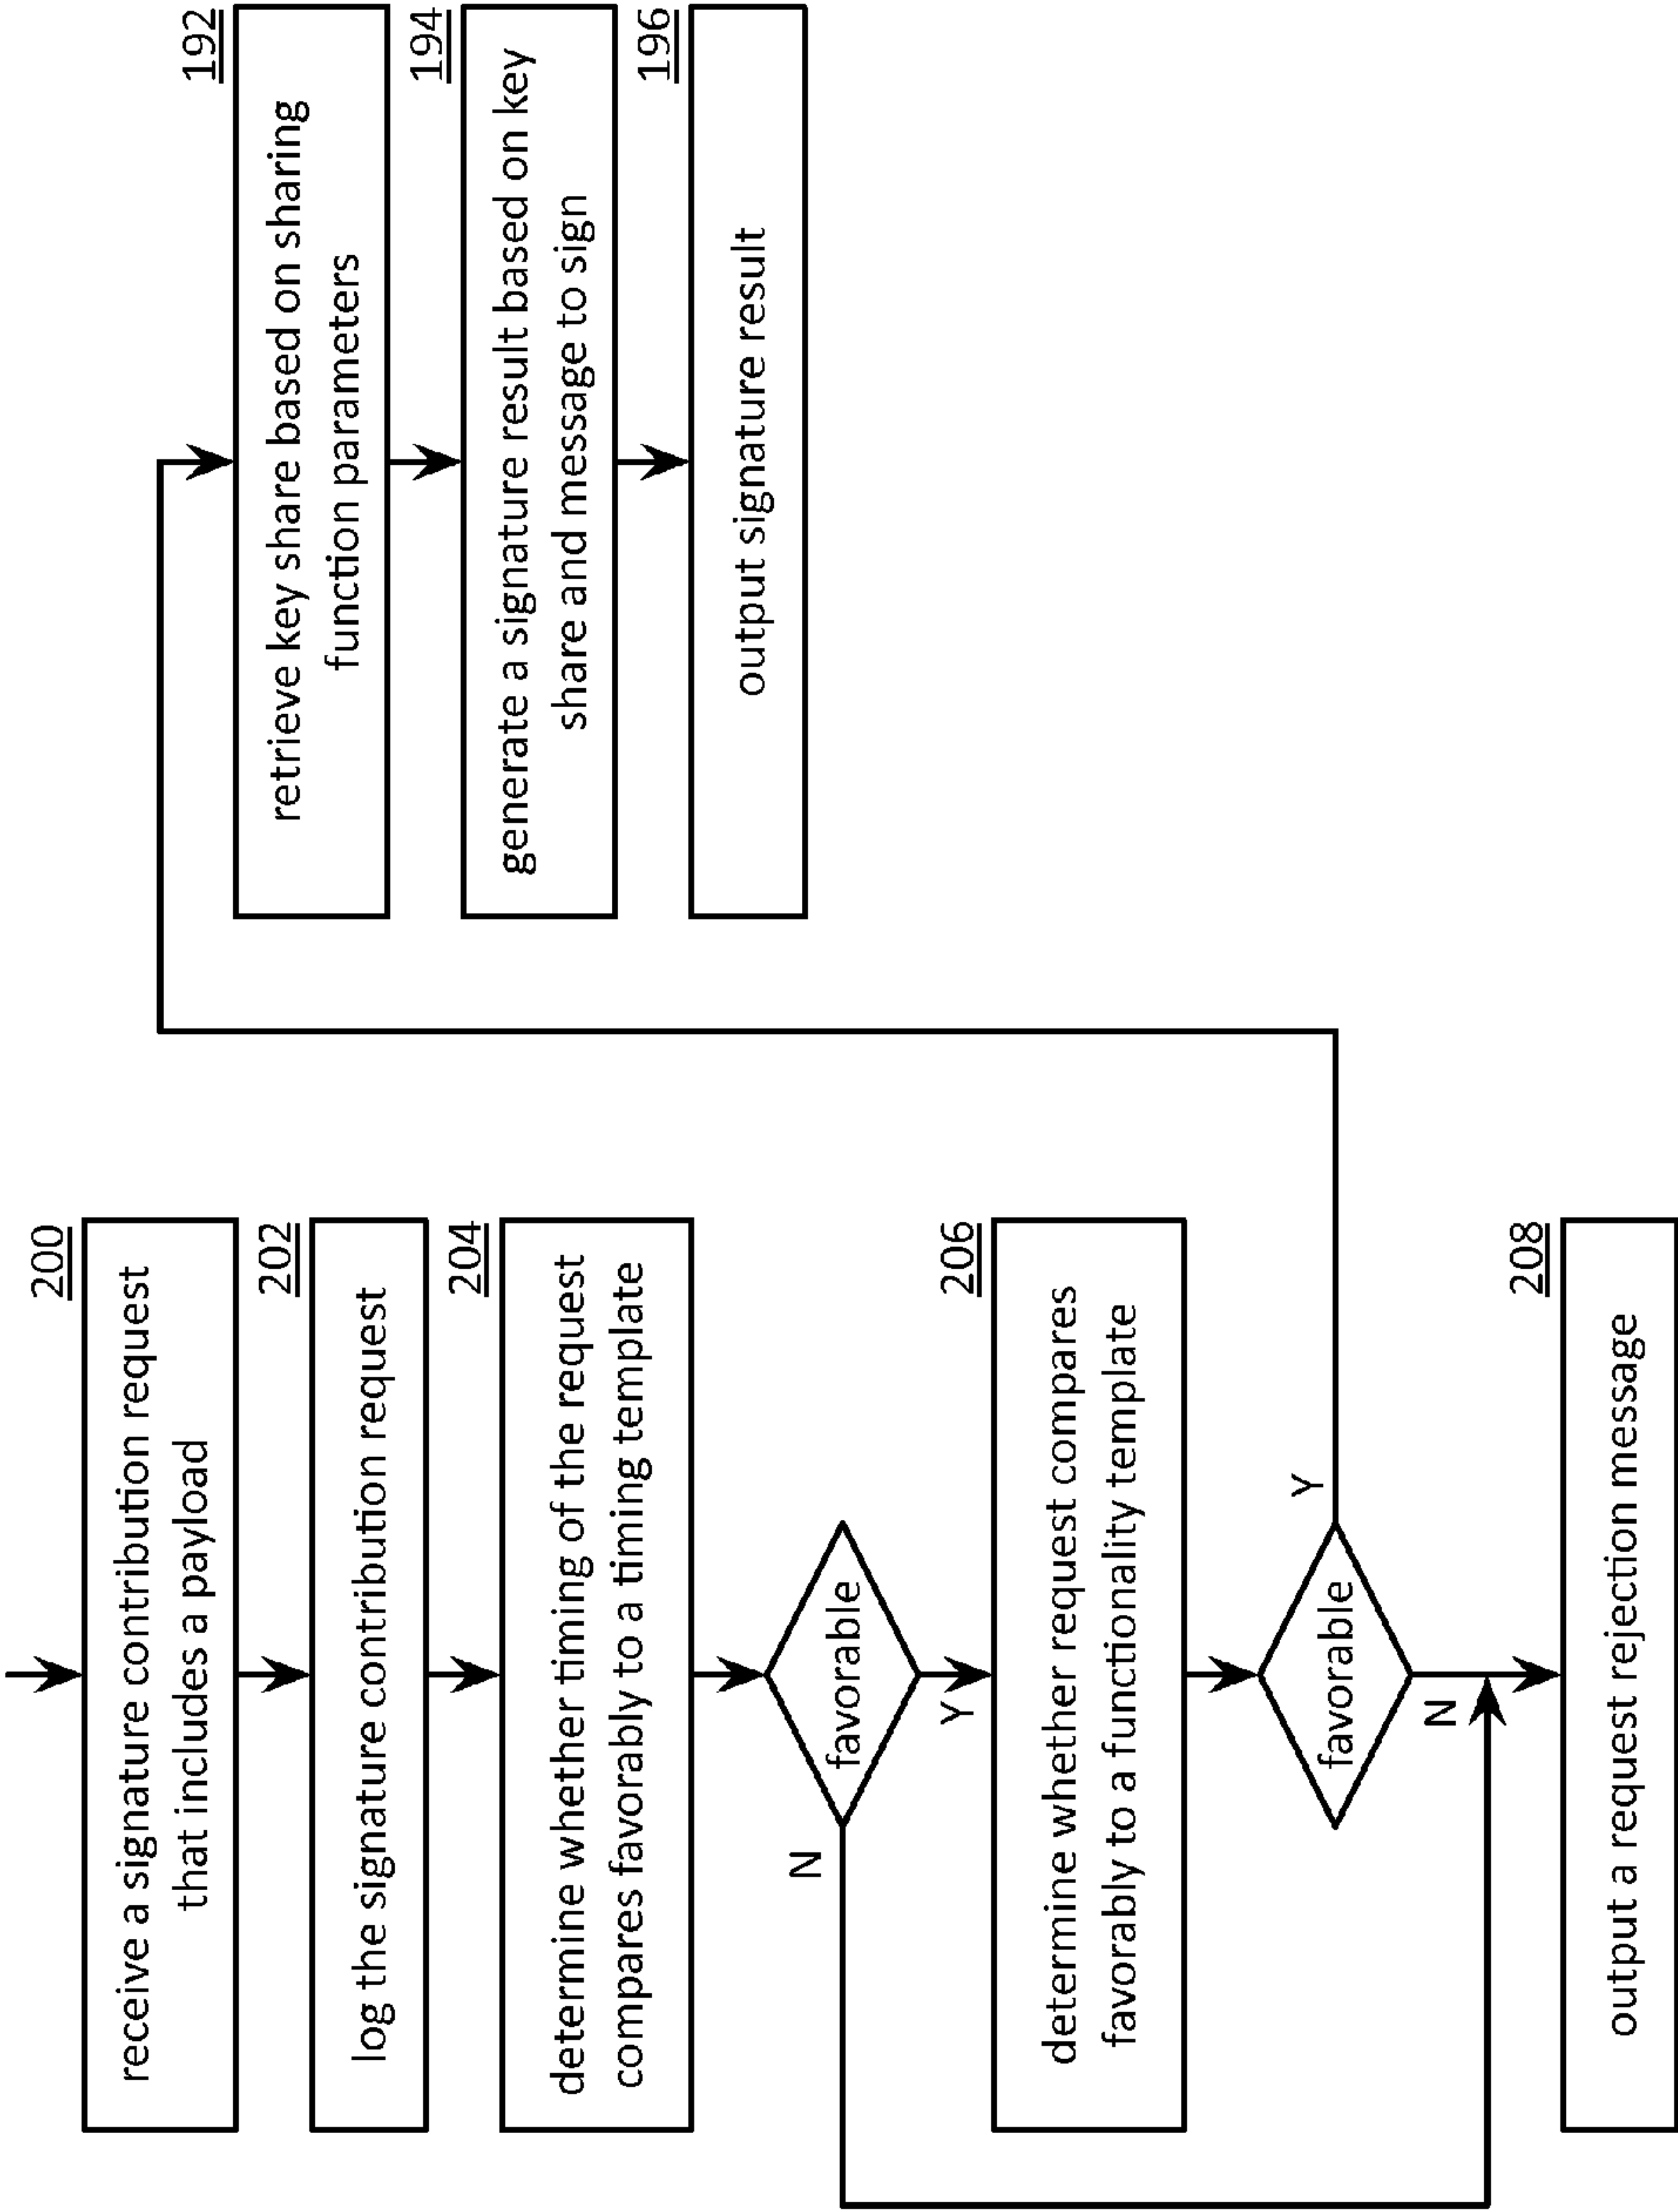 200
receive a signature contribution request
that includes a payload
202
log the signature contribution request
204
determine whether timing of the request
compares favorably to a timing template
favorable
N
Y
206
determine whether request compares
favorably to a functionality template
favorable
Y
N
208
output a request rejection message
192
retrieve key share based on sharing
function parameters
194
generate a signature result based on key
share and message to sign
196
output signature result